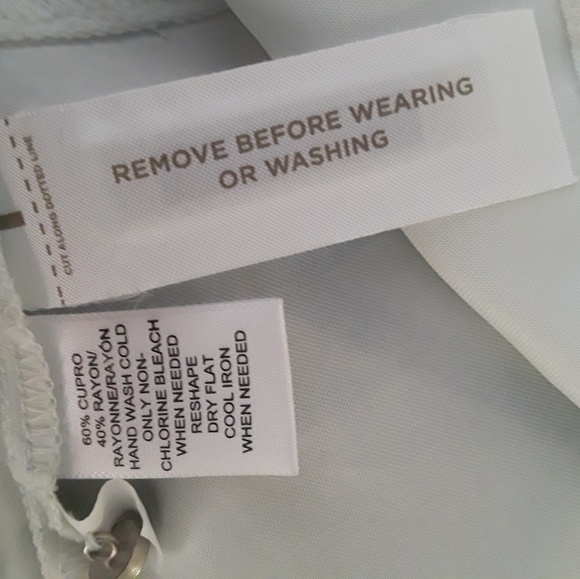 REMOVE BEFORE WEARING
OR WASHING
CUT ALONG DOTTED LINE
60% CUPRO
40% RAYON/
RAYONNE/RAYÓN
HAND WASH COLD
ONLY NON-
CHLORINE BLEACH
WHEN NEEDED
RESHAPE
DRY FLAT
COOL IRON
WHEN NEEDED